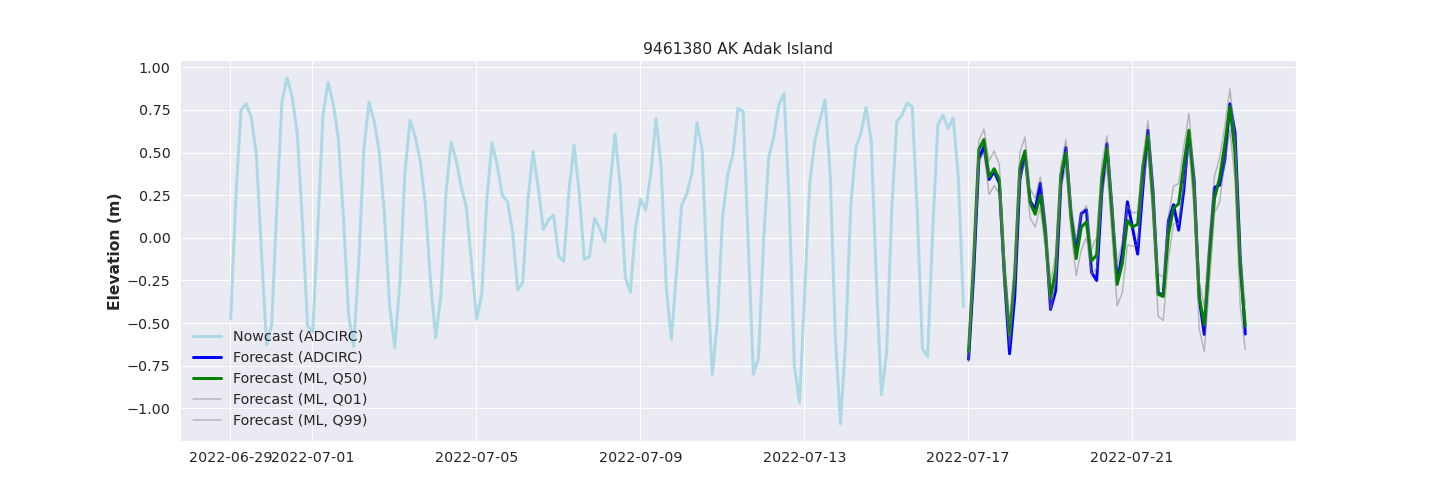 9461380 AK Adak Island
1.00
0.75
0.50
0.25
0.00
−0.25
−0.50
−0.75
−1.00
Elevation (m)
Nowcast (ADCIRC)
Forecast (ADCIRC)
Forecast (ML, Q50)
Forecast (ML, Q01)
Forecast (ML, Q99)
2022-06-29 2022-07-01 2022-07-05 2022-07-09 2022-07-13 2022-07-17 2022-07-21